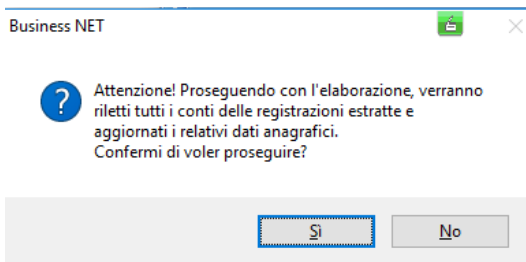 Business NET
Attenzione! Proseguendo con l'elaborazione, verranno
riletti tutti i conti delle registrazioni estratte e
aggiornati i relativi dati anagrafici.
Confermi di voler proseguire?
Sì
No